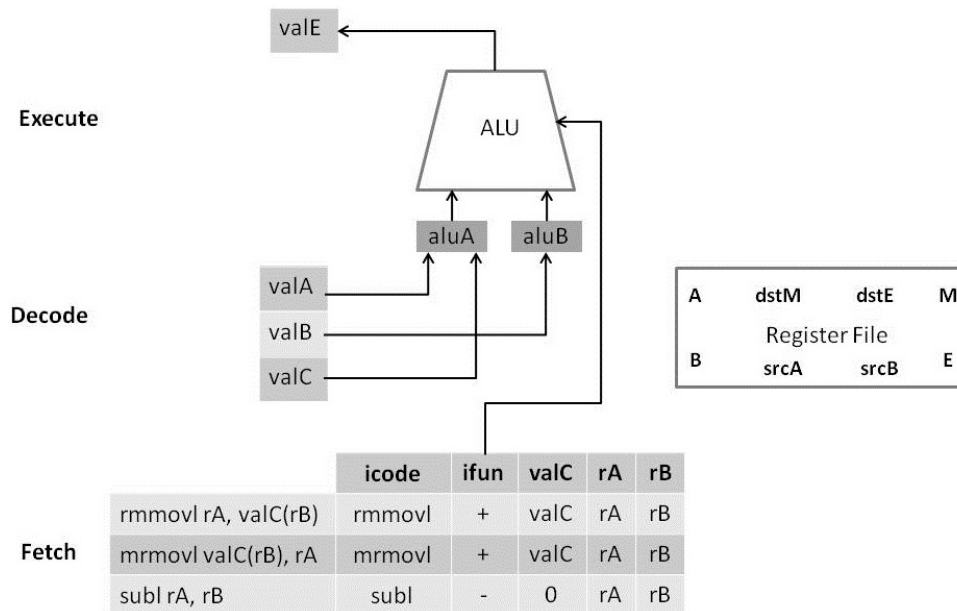 valE
Execute
ALU
aluA aluB
valA
Decode
valB
valC
A dstM dstE M
Register File
B srcA srcB E
icode ifun valC rA rB
rmmovl rA, valC(rB) rmmovl + valC rA rB
Fetch
mrmovl valC(rB), rA mrmovl + valC rA rB
subl rA, rB subl - 0 rA rB